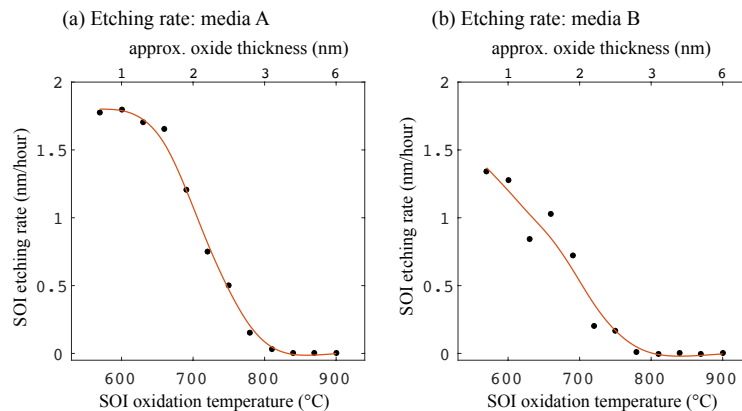 (a) Etching rate: media A
approx. oxide thickness (nm)
1 2 3 6
2
1.5
1
0.5
0
SOI etching rate (nm/hour)
600 700 800 900
SOI oxidation temperature (°C)
(b) Etching rate: media B
approx. oxide thickness (nm)
1 2 3 6
2
1.5
1
0.5
0
SOI etching rate (nm/hour)
600 700 800 900
SOI oxidation temperature (°C)